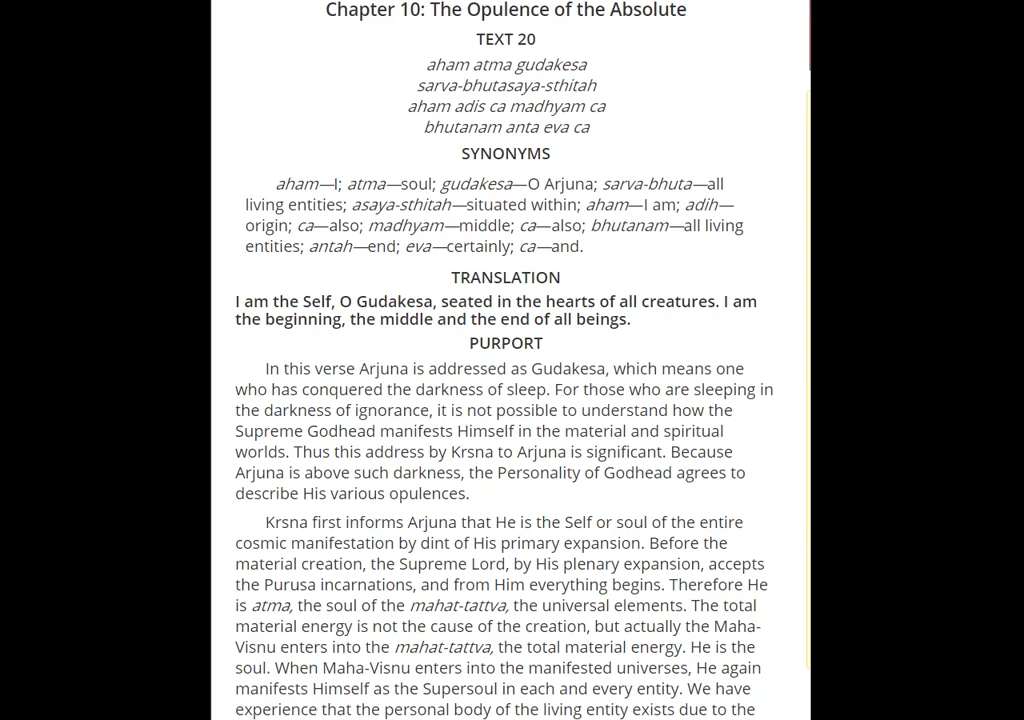 Chapter 10: The Opulence of the Absolute
TEXT 20
aham atma gudakesa
sarva-bhutasaya-sthitah
aham adis ca madhyam ca
bhutanam anta eva ca
SYNONYMS
aham—I; atma—soul; gudakesa—O Arjuna; sarva-bhuta—all
living entities; asaya-sthitah—situated within; aham—I am; adih—
origin; ca—also; madhyam—middle; ca—also; bhutanam—all living
entities; antah—end; eva—certainly; ca—and.
TRANSLATION
I am the Self, O Gudakesa, seated in the hearts of all creatures. I am
the beginning, the middle and the end of all beings.
PURPORT
In this verse Arjuna is addressed as Gudakesa, which means one
who has conquered the darkness of sleep. For those who are sleeping in
the darkness of ignorance, it is not possible to understand how the
Supreme Godhead manifests Himself in the material and spiritual
worlds. Thus this address by Krsna to Arjuna is significant. Because
Arjuna is above such darkness, the Personality of Godhead agrees to
describe His various opulences.
Krsna first informs Arjuna that He is the Self or soul of the entire
cosmic manifestation by dint of His primary expansion. Before the
material creation, the Supreme Lord, by His plenary expansion, accepts
the Purusa incarnations, and from Him everything begins. Therefore He
is atma, the soul of the mahat-tattva, the universal elements. The total
material energy is not the cause of the creation, but actually the Maha-
Visnu enters into the mahat-tattva, the total material energy. He is the
soul. When Maha-Visnu enters into the manifested universes, He again
manifests Himself as the Supersoul in each and every entity. We have
experience that the personal body of the living entity exists due to the